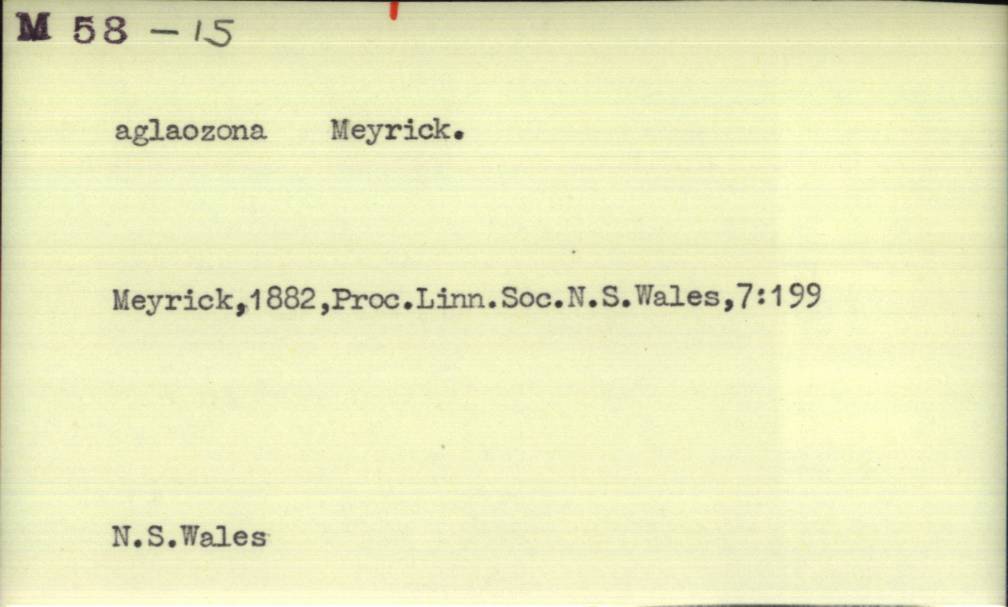 M 58 - 15
aglaozona Meyrick.
Meyrick,1882,Proc.Linn.Soc.N.S.Wales,7:199
N.S.Wales